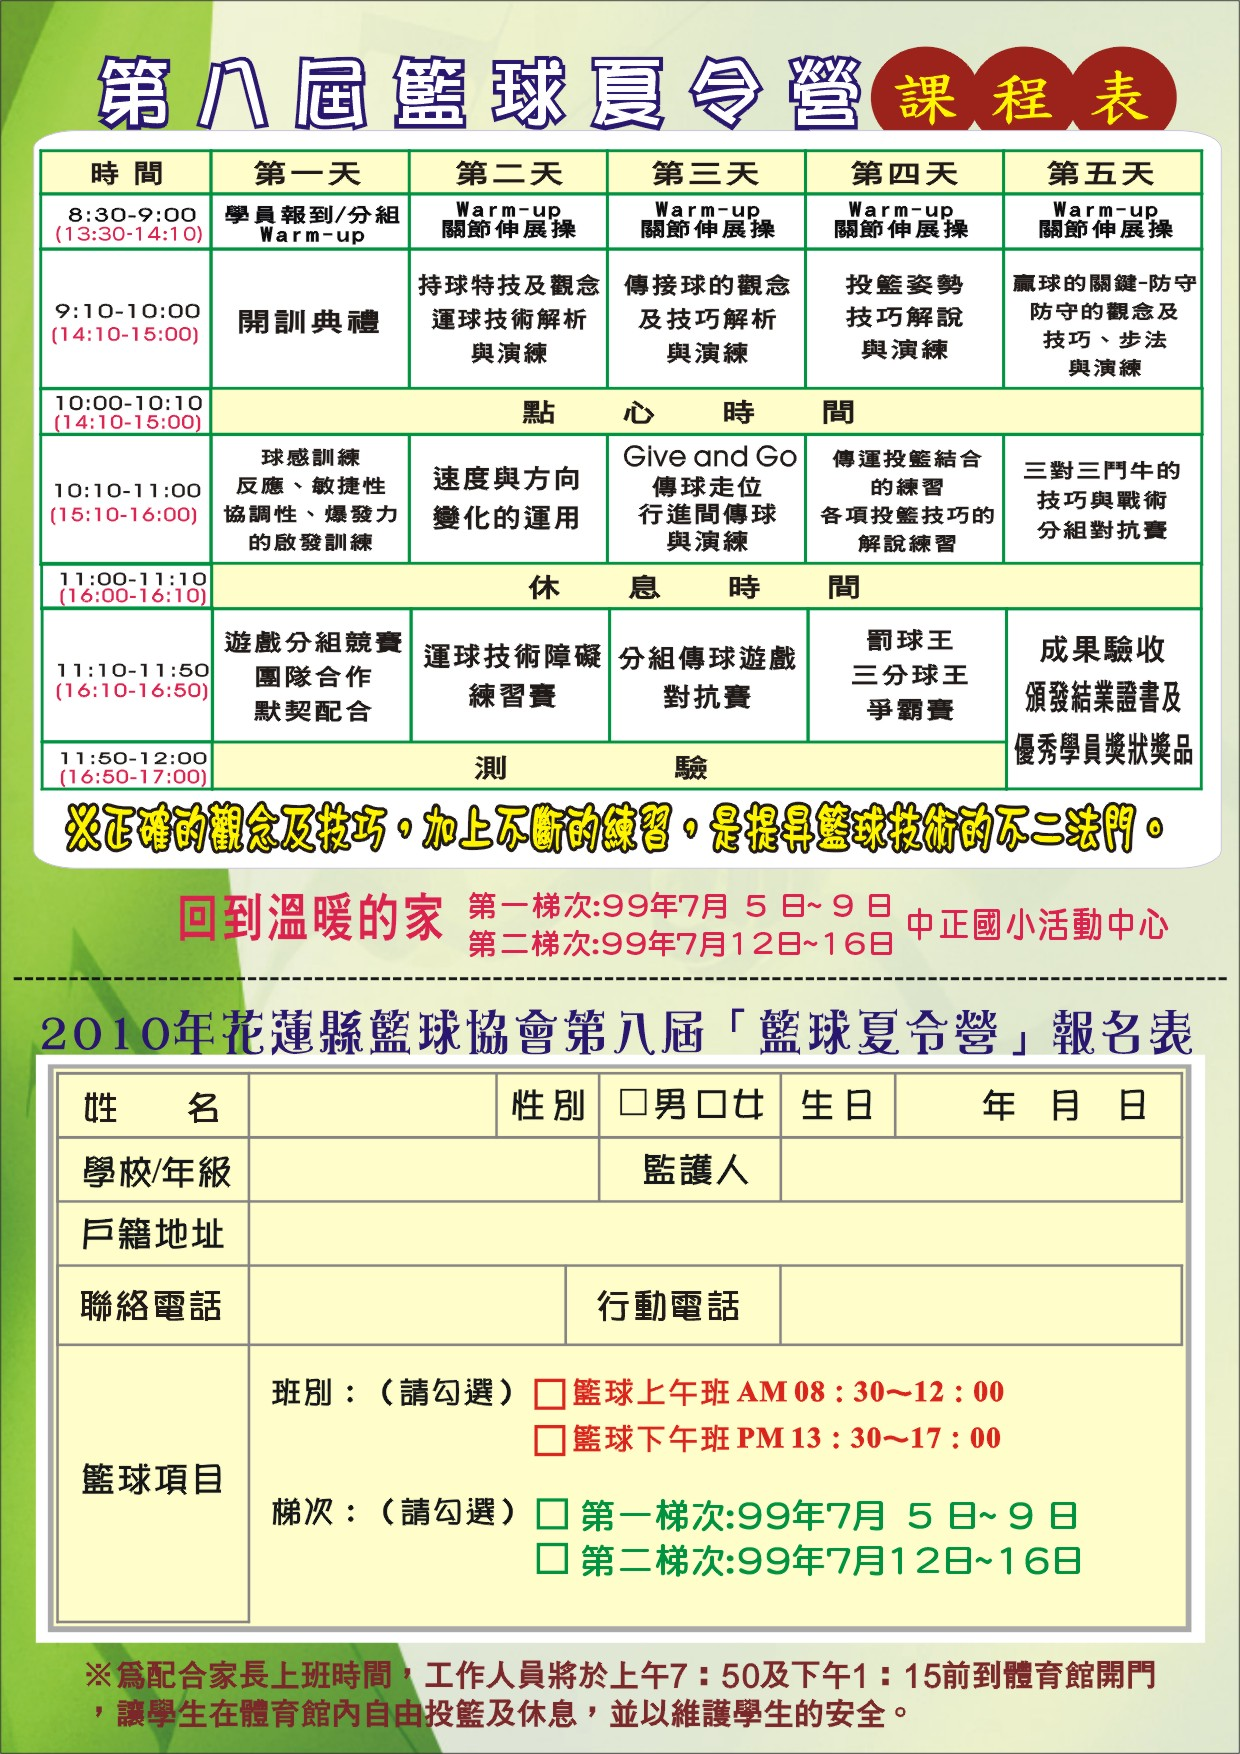 第八屆籃球夏令營課程表
時 間 第一天 第二天 第三天 第四天 第五天
8:30-9:00
(13:30-14:10)
學員報到/分組
Warm-up
Warm-up
關節伸展操
Warm-up
關節伸展操
Warm-up
關節伸展操
Warm-up
關節伸展操
9:10-10:00
(14:10-15:00)
開訓典禮
持球特技及觀念
運球技術解析
與演練
傳接球的觀念
及技巧解析
與演練
投籃姿勢
技巧解說
與演練
贏球的關鍵-防守
防守的觀念及
技巧、步法
與演練
10:00-10:10
(14:10-15:00)
點心時間
10:10-11:00
(15:10-16:00)
球感訓練
反應、敏捷性
協調性、爆發力
的啟發訓練
速度與方向
變化的運用
Give and Go
傳球走位
行進間傳球
與演練
傳運投籃結合
的練習
各項投籃技巧的
解說練習
三對三鬥牛的
技巧與戰術
分組對抗賽
11:00-11:10
(16:00-16:10)
休息時間
11:10-11:50
(16:10-16:50)
遊戲分組競賽
團隊合作
默契配合
運球技術障礙
練習賽
分組傳球遊戲
對抗賽
罰球王
三分球王
爭霸賽
成果驗收
頒發結業證書及
優秀學員獎狀獎品
11:50-12:00
(16:50-17:00)
測驗
※正確的觀念及技巧，加上不斷的練習，是提昇籃球技術的不二法門。
回到溫暖的家
第一梯次:99年7月 5 日~ 9 日
第二梯次:99年7月12日~16日
中正國小活動中心
2010年花蓮縣籃球協會第八屆「籃球夏令營」報名表
姓 名 性別 □男□女 生日 年 月 日
學校/年級 監護人
戶籍地址
聯絡電話 行動電話
籃球項目
班別：（請勾選）□籃球上午班 AM 08：30～12：00
□籃球下午班 PM 13：30～17：00
梯次：（請勾選）□ 第一梯次:99年7月 5 日~ 9 日
□ 第二梯次:99年7月12日~16日
※為配合家長上班時間，工作人員將於上午7：50及下午1：15前到體育館開門
，讓學生在體育館內自由投籃及休息，並以維護學生的安全。